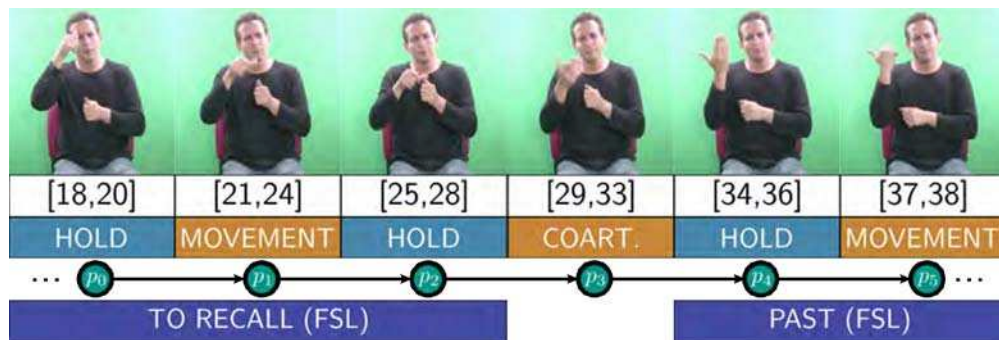 [18,20] [21,24] [25,28] [29,33] [34,36] [37,38]
HOLD MOVEMENT HOLD COART. HOLD MOVEMENT
... p0 p1 p2 p3 p4 p5 ...
TO RECALL (FSL) PAST (FSL)